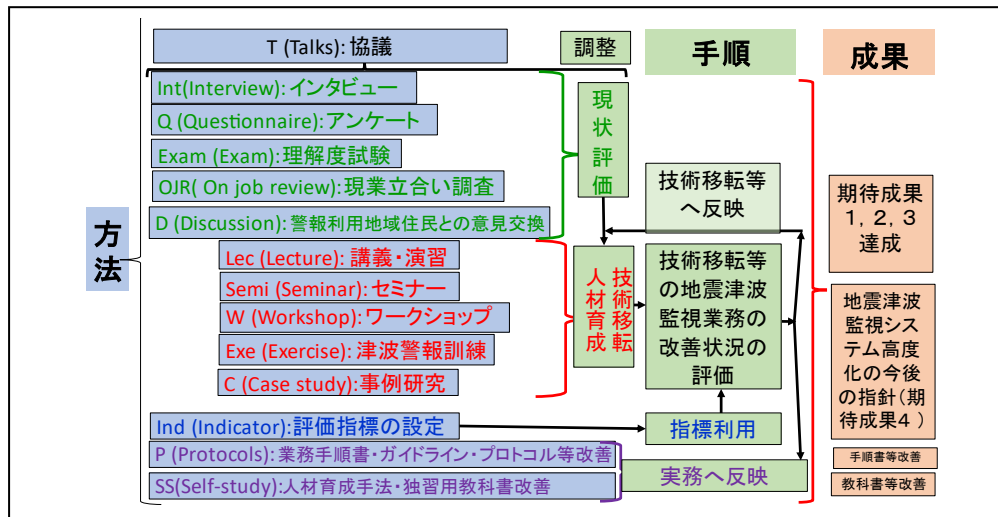 T (Talks): 協議
調整
手順
成果
方法
Int(Interview): インタビュー
Q (Questionnaire): アンケート
Exam (Exam): 理解度試験
OJR( On job review): 現業立合い調査
D (Discussion): 警報利用地域住民との意見交換
現状評価
Lec (Lecture): 講義・演習
Semi (Seminar): セミナー
W (Workshop): ワークショップ
Exe (Exercise): 津波警報訓練
C (Case study): 事例研究
技術移転
人材育成
技術移転等
へ反映
技術移転等
の地震津波
監視業務の
改善状況の
評価
Ind (Indicator): 評価指標の設定
指標利用
P (Protocols): 業務手順書・ガイドライン・プロトコル等改善
SS(Self-study): 人材育成手法・独習用教科書改善
実務へ反映
期待成果
1, 2, 3
達成
地震津波
監視シス
テム高度
化の今後
の指針(期
待成果4 )
手順書等改善
教科書等改善